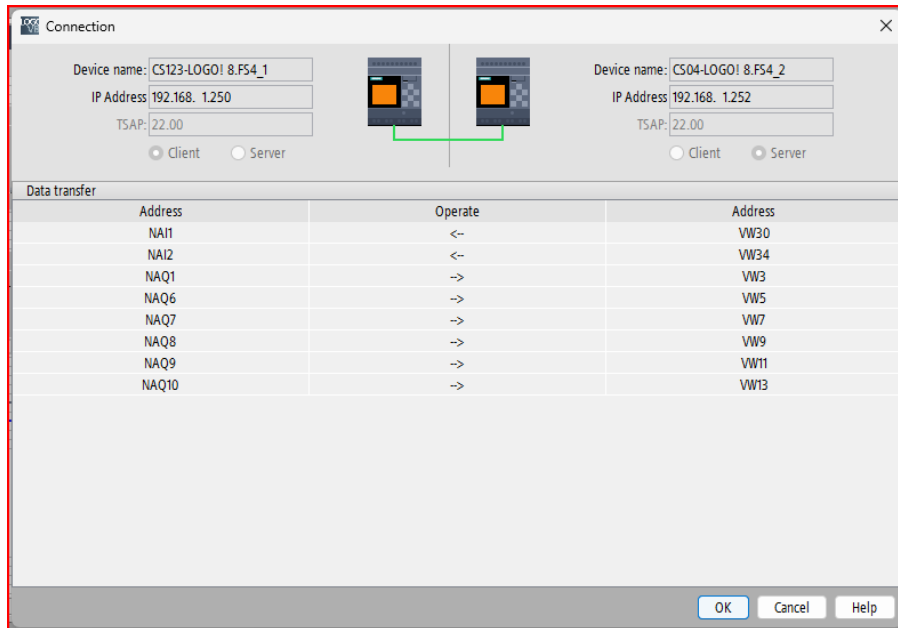 Connection
Device name: CS123-LOGO! 8.FS4_1 Device name: CS04-LOGO! 8.FS4_2
IP Address 192.168. 1.250 IP Address 192.168. 1.252
TSAP: 22.00 TSAP: 22.00
Client Server Client Server
Data transfer
Address Operate Address
NAI1 <-- VW30
NAI2 <-- VW34
NAQ1 --> VW3
NAQ6 --> VW5
NAQ7 --> VW7
NAQ8 --> VW9
NAQ9 --> VW11
NAQ10 --> VW13
OK Cancel Help